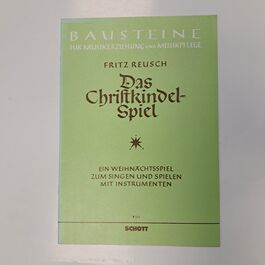 BAUSTEINE
FÜR MUSIKERZIEHUNG UND MUSIKPFLEGE
FRITZ REUSCH
Das
Christkindel-
Spiel
EIN WEIHNACHTSSPIEL
ZUM SINGEN UND SPIELEN
MIT INSTRUMENTEN
SCHOTT